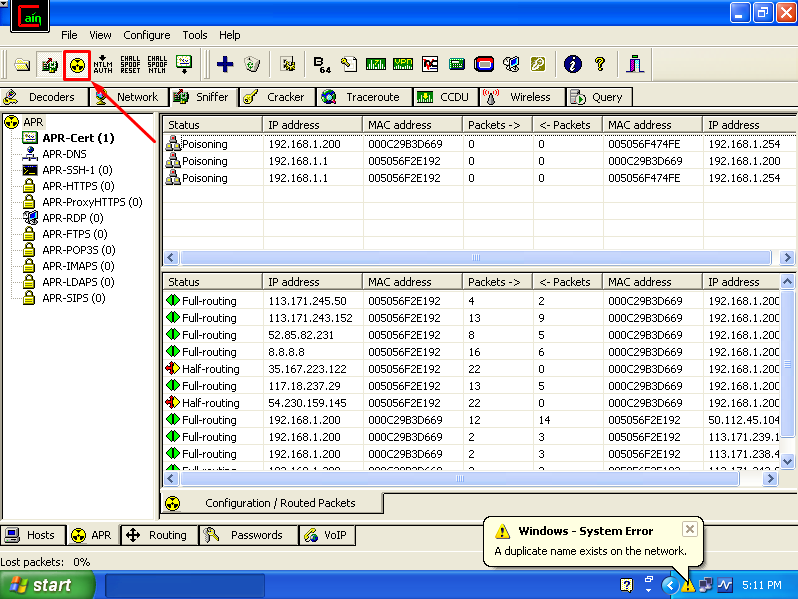 Cain
File View Configure Tools Help
NTLM AUTH CHALL SPOOF RESET CHALL SPOOF NTLM B64
Decoders Network Sniffer Cracker Traceroute CCDU Wireless Query
APR
APR-Cert (1)
APR-DNS
APR-SSH-1 (0)
APR-HTTPS (0)
APR-ProxyHTTPS (0)
APR-RDP (0)
APR-FTPS (0)
APR-POP3S (0)
APR-IMAPS (0)
APR-LDAPS (0)
APR-SIPS (0)
Status IP address MAC address Packets -> <- Packets MAC address IP address
Poisoning 192.168.1.200 000C29B3D669 0 0 005056F474FE 192.168.1.254
Poisoning 192.168.1.1 005056F2E192 0 0 000C29B3D669 192.168.1.200
Poisoning 192.168.1.1 005056F2E192 0 0 005056F474FE 192.168.1.254
Status IP address MAC address Packets -> <- Packets MAC address IP address
Full-routing 113.171.245.50 005056F2E192 4 2 000C29B3D669 192.168.1.200
Full-routing 113.171.243.152 005056F2E192 13 9 000C29B3D669 192.168.1.200
Full-routing 52.85.82.231 005056F2E192 8 5 000C29B3D669 192.168.1.200
Full-routing 8.8.8.8 005056F2E192 16 6 000C29B3D669 192.168.1.200
Half-routing 35.167.223.122 005056F2E192 22 0 000C29B3D669 192.168.1.200
Full-routing 117.18.237.29 005056F2E192 13 5 000C29B3D669 192.168.1.200
Half-routing 54.230.159.145 005056F2E192 22 0 000C29B3D669 192.168.1.200
Full-routing 192.168.1.200 000C29B3D669 12 14 005056F2E192 50.112.45.104
Full-routing 192.168.1.200 000C29B3D669 2 3 005056F2E192 113.171.239.1
Full-routing 192.168.1.200 000C29B3D669 2 3 005056F2E192 113.171.238.4
Configuration / Routed Packets
Hosts APR Routing Passwords VoIP
Windows - System Error
A duplicate name exists on the network.
Lost packets: 0%
start 5:11 PM